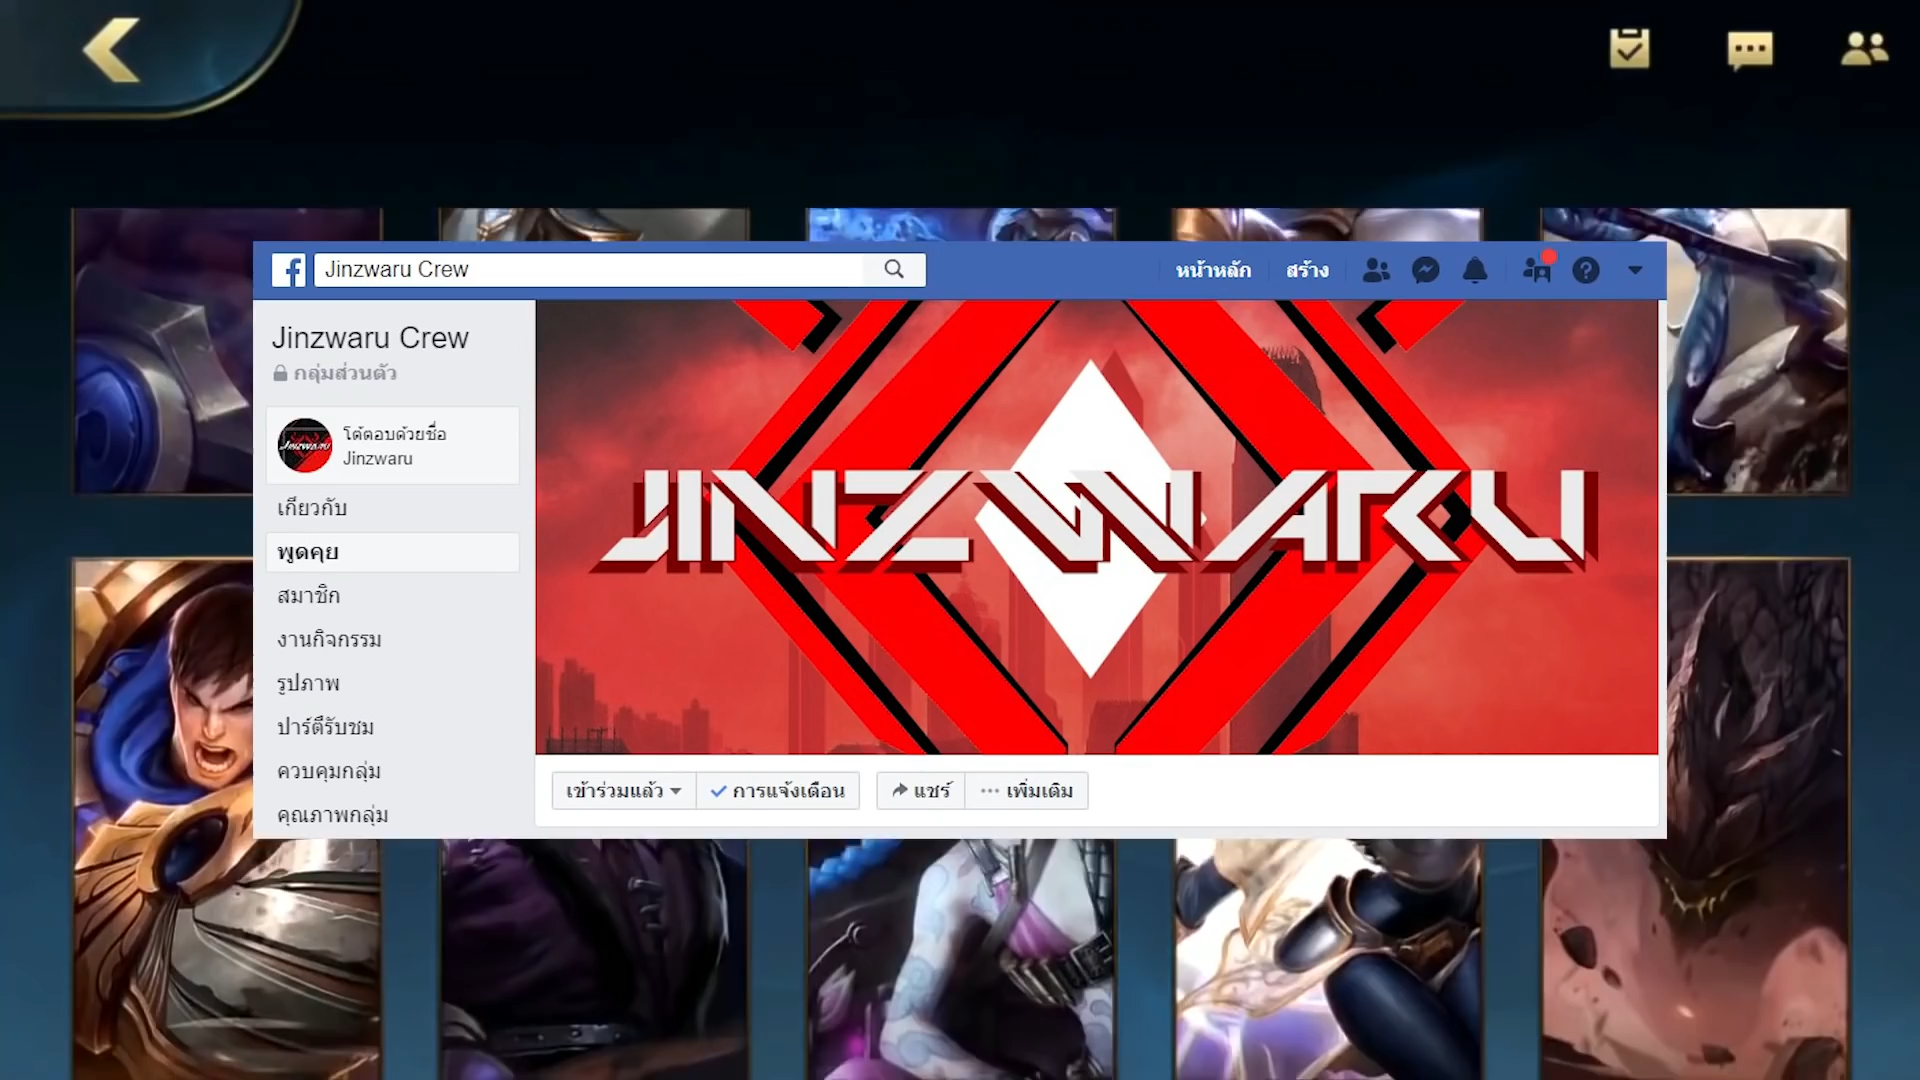 Jinzwaru Crew
หน้าหลัก
สร้าง
Jinzwaru Crew
กลุ่มส่วนตัว
Jinzwaru
โต้ตอบด้วยชื่อ
Jinzwaru
เกี่ยวกับ
พูดคุย
สมาชิก
งานกิจกรรม
รูปภาพ
ปาร์ตี้รับชม
ควบคุมกลุ่ม
คุณภาพกลุ่ม
JINZWARU
เข้าร่วมแล้ว
การแจ้งเตือน
แชร์
เพิ่มเติม